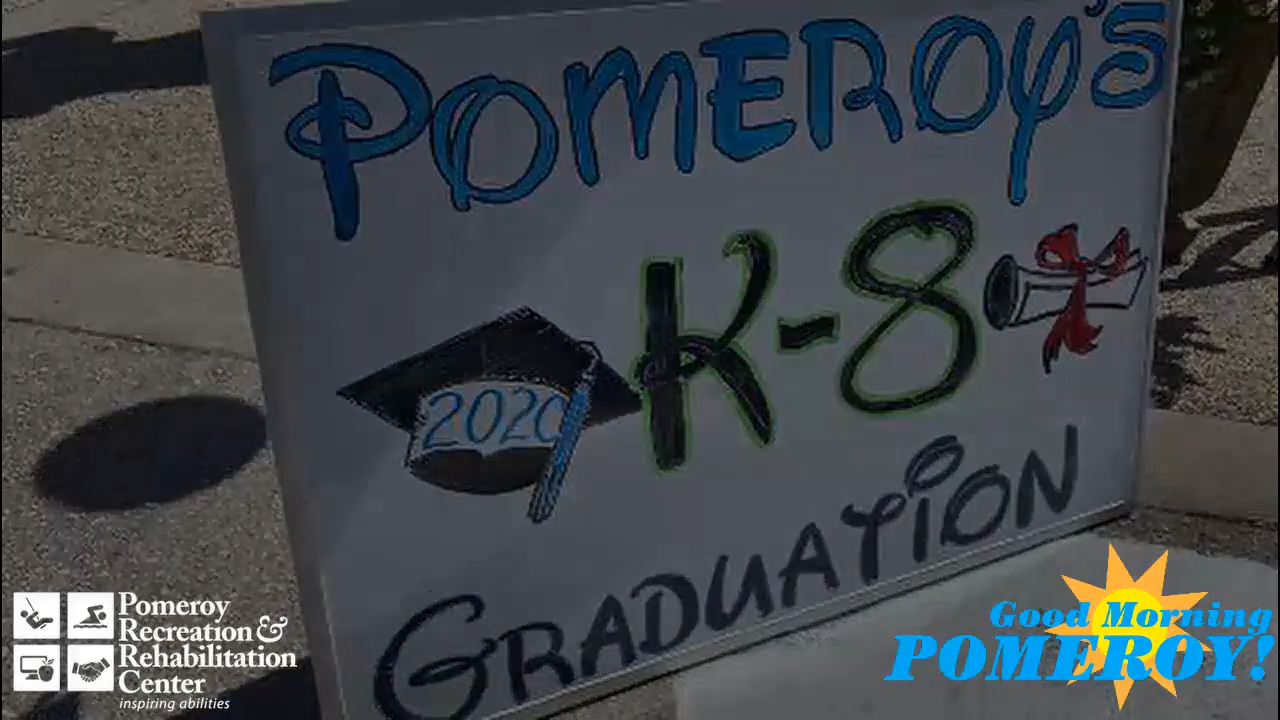 POMEROY'S
K-8
2020
GRADUATION
Pomeroy
Recreation &
Rehabilitation
Center
inspiring abilities
Good Morning
POMEROY!